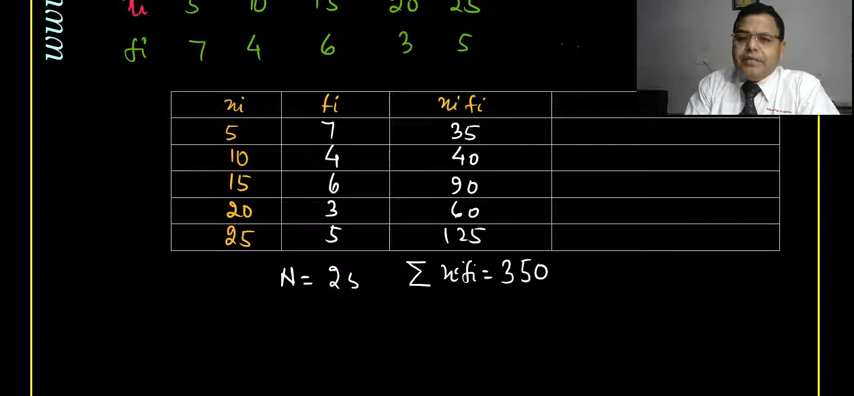 www
xi 5 10 15 20 25
fi 7 4 6 3 5
xi fi xifi
5 7 35
10 4 40
15 6 90
20 3 60
25 5 125
N = 25 ∑ xifi = 350